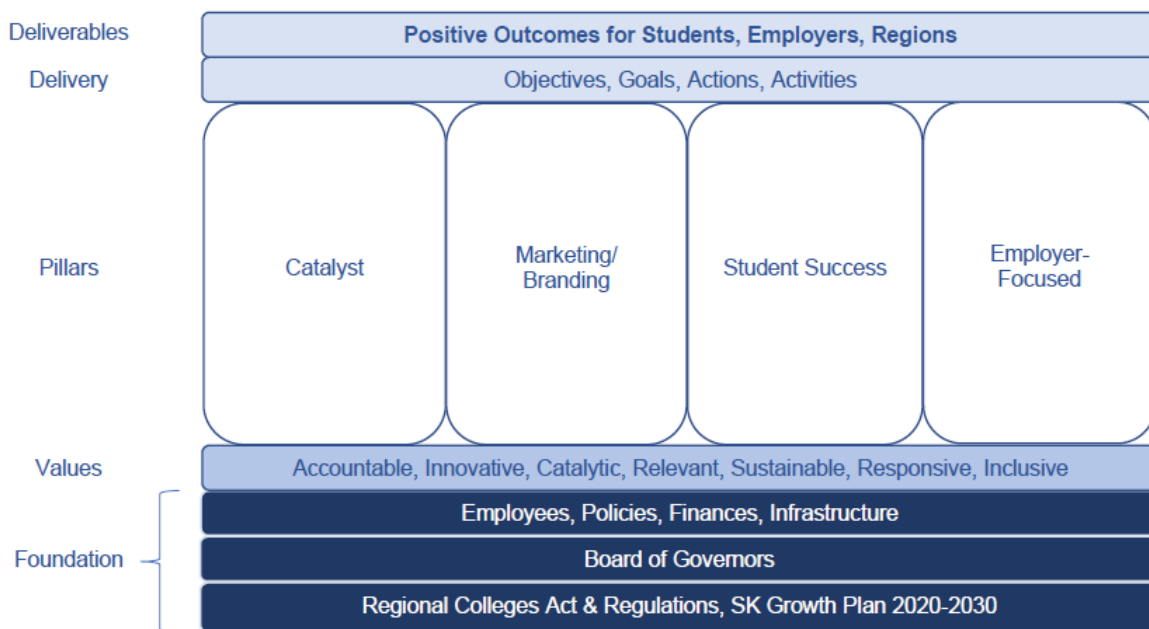 Deliverables
Positive Outcomes for Students, Employers, Regions
Delivery
Objectives, Goals, Actions, Activities
Pillars
Catalyst
Marketing/
Branding
Student Success
Employer-
Focused
Values
Accountable, Innovative, Catalytic, Relevant, Sustainable, Responsive, Inclusive
Foundation
Employees, Policies, Finances, Infrastructure
Board of Governors
Regional Colleges Act & Regulations, SK Growth Plan 2020-2030